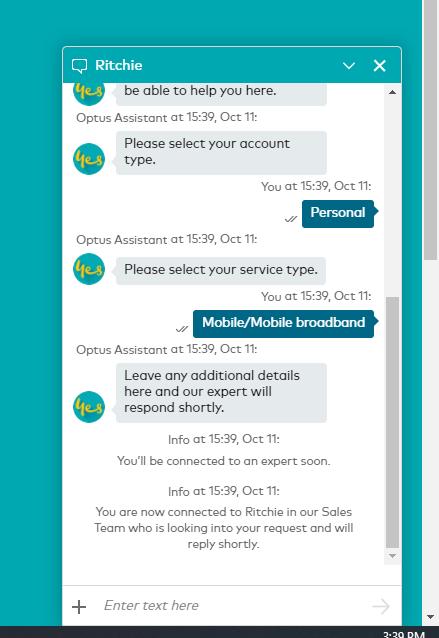 Ritchie
yes
be able to help you here.
Optus Assistant at 15:39, Oct 11:
yes
Please select your account
type.
You at 15:39, Oct 11:
Personal
Optus Assistant at 15:39, Oct 11:
yes
Please select your service type.
You at 15:39, Oct 11:
Mobile/Mobile broadband
Optus Assistant at 15:39, Oct 11:
yes
Leave any additional details
here and our expert will
respond shortly.
Info at 15:39, Oct 11:
You'll be connected to an expert soon.
Info at 15:39, Oct 11:
You are now connected to Ritchie in our Sales
Team who is looking into your request and will
reply shortly.
+ Enter text here
3:39 PM